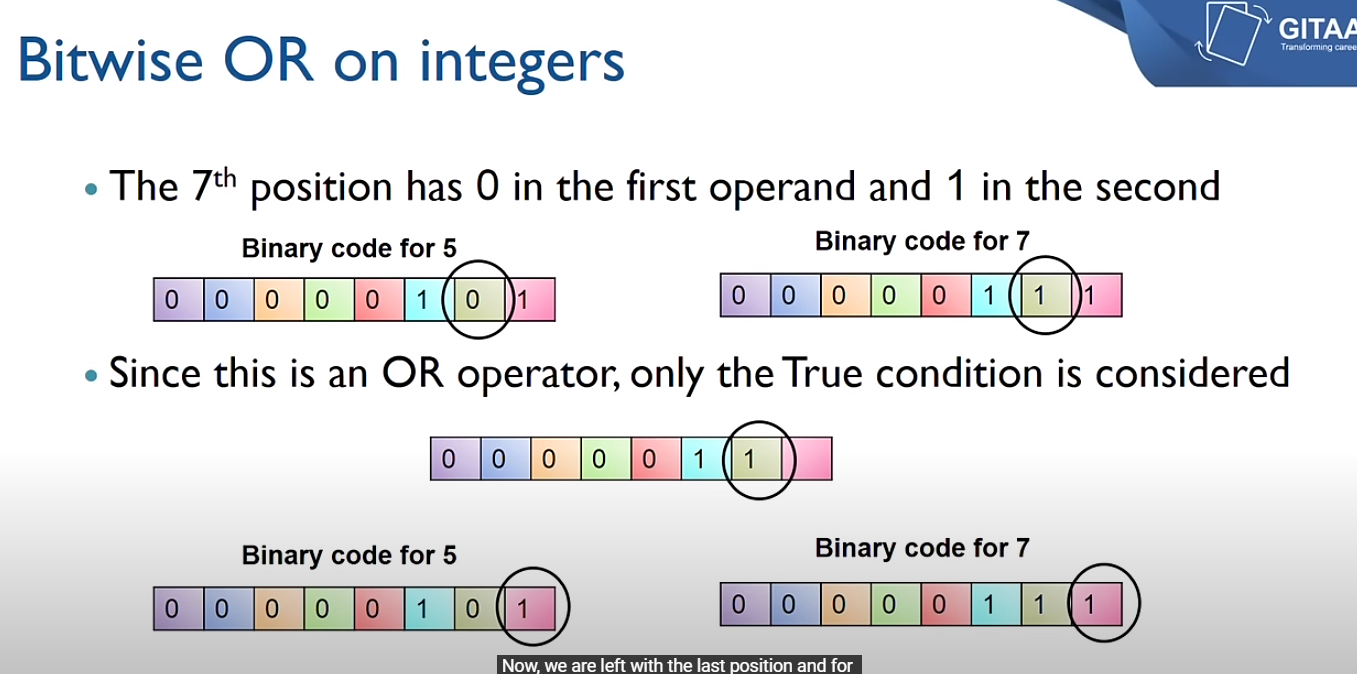 Bitwise OR on integers
GITAA
Transforming caree
• The 7th position has 0 in the first operand and 1 in the second
Binary code for 5
Binary code for 7
0 0 0 0 0 1 0 1
0 0 0 0 0 1 1 1
• Since this is an OR operator, only the True condition is considered
0 0 0 0 0 1 1
Binary code for 5
Binary code for 7
0 0 0 0 0 1 0 1
0 0 0 0 0 1 1 1
Now, we are left with the last position and for